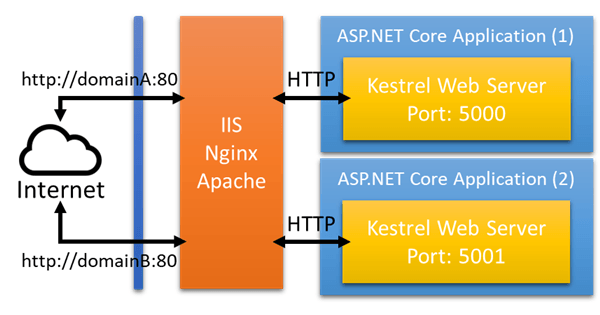 http://domainA:80
Internet
http://domainB:80
IIS
Nginx
Apache
HTTP
HTTP
ASP.NET Core Application (1)
Kestrel Web Server
Port: 5000
ASP.NET Core Application (2)
Kestrel Web Server
Port: 5001